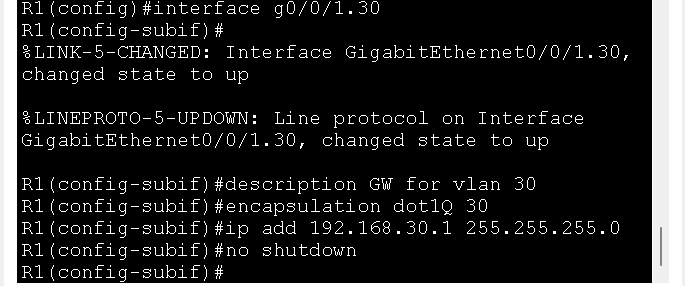 R1(config)#interface g0/0/1.30
R1(config-subif)#
%LINK-5-CHANGED: Interface GigabitEthernet0/0/1.30,
changed state to up
%LINEPROTO-5-UPDOWN: Line protocol on Interface
GigabitEthernet0/0/1.30, changed state to up
R1(config-subif)#description GW for vlan 30
R1(config-subif)#encapsulation dot1Q 30
R1(config-subif)#ip add 192.168.30.1 255.255.255.0
R1(config-subif)#no shutdown
R1(config-subif)#